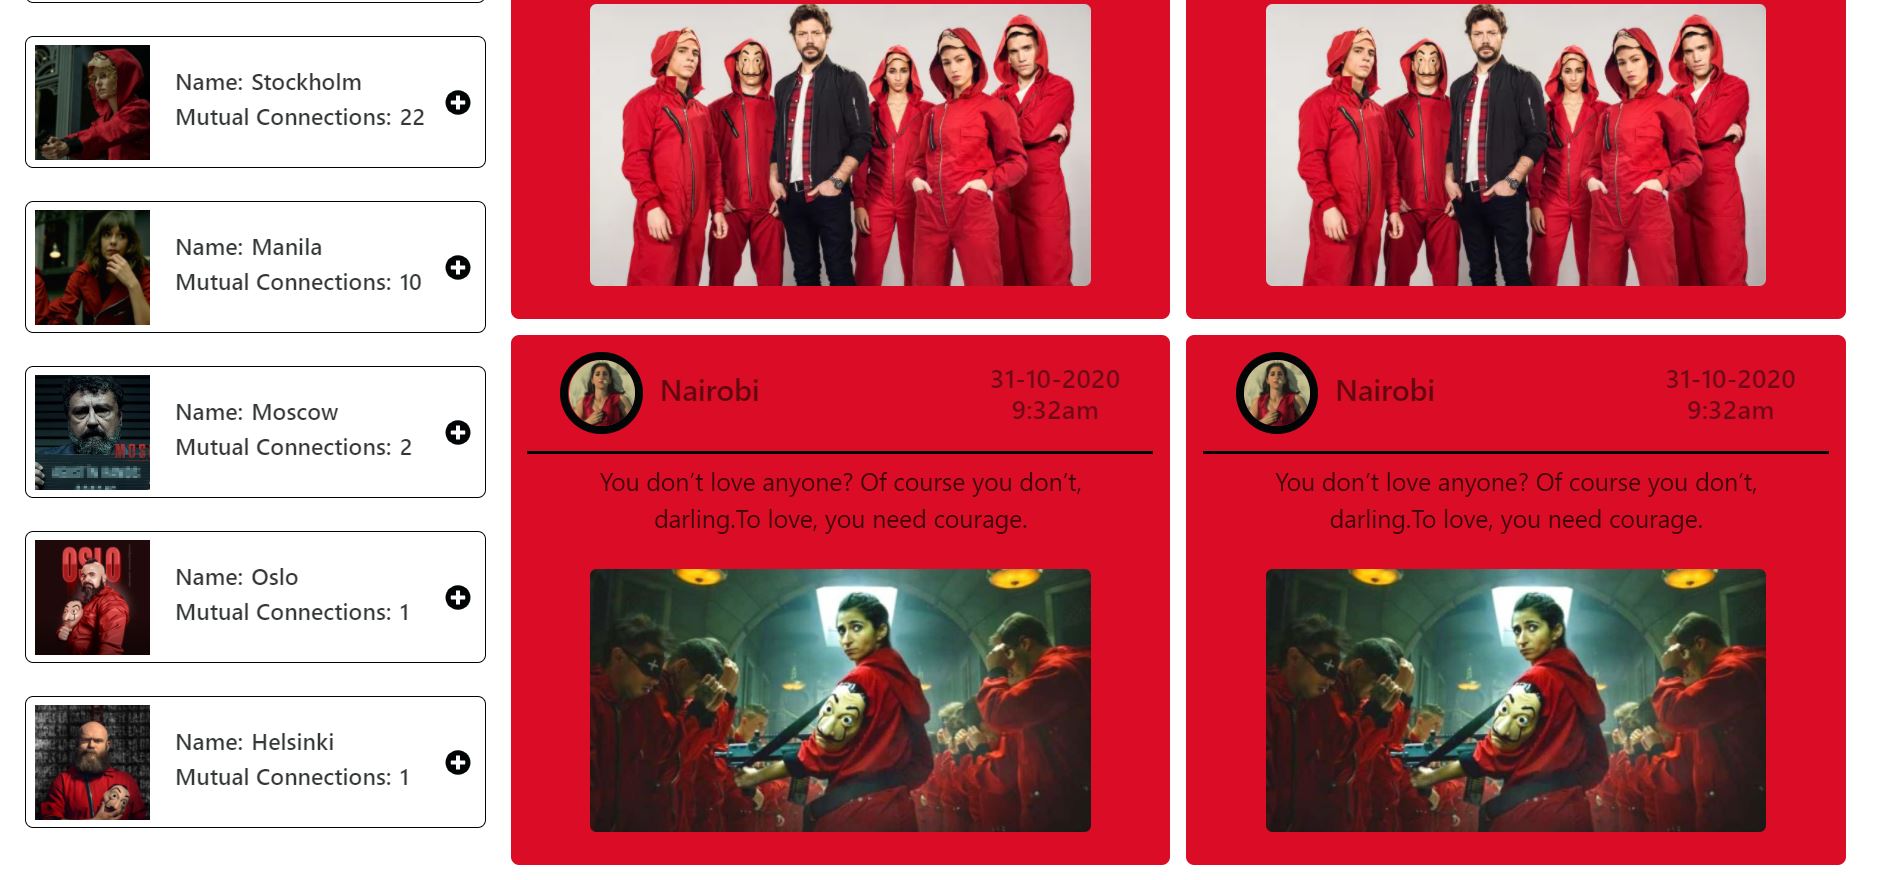 Name: Stockholm
Mutual Connections: 22
Name: Manila
Mutual Connections: 10
MOS
Name: Moscow
Mutual Connections: 2
OSLO
Name: Oslo
Mutual Connections: 1
Name: Helsinki
Mutual Connections: 1
Nairobi
31-10-2020
9:32am
You don't love anyone? Of course you don't,
darling.To love, you need courage.
Nairobi
31-10-2020
9:32am
You don't love anyone? Of course you don't,
darling.To love, you need courage.